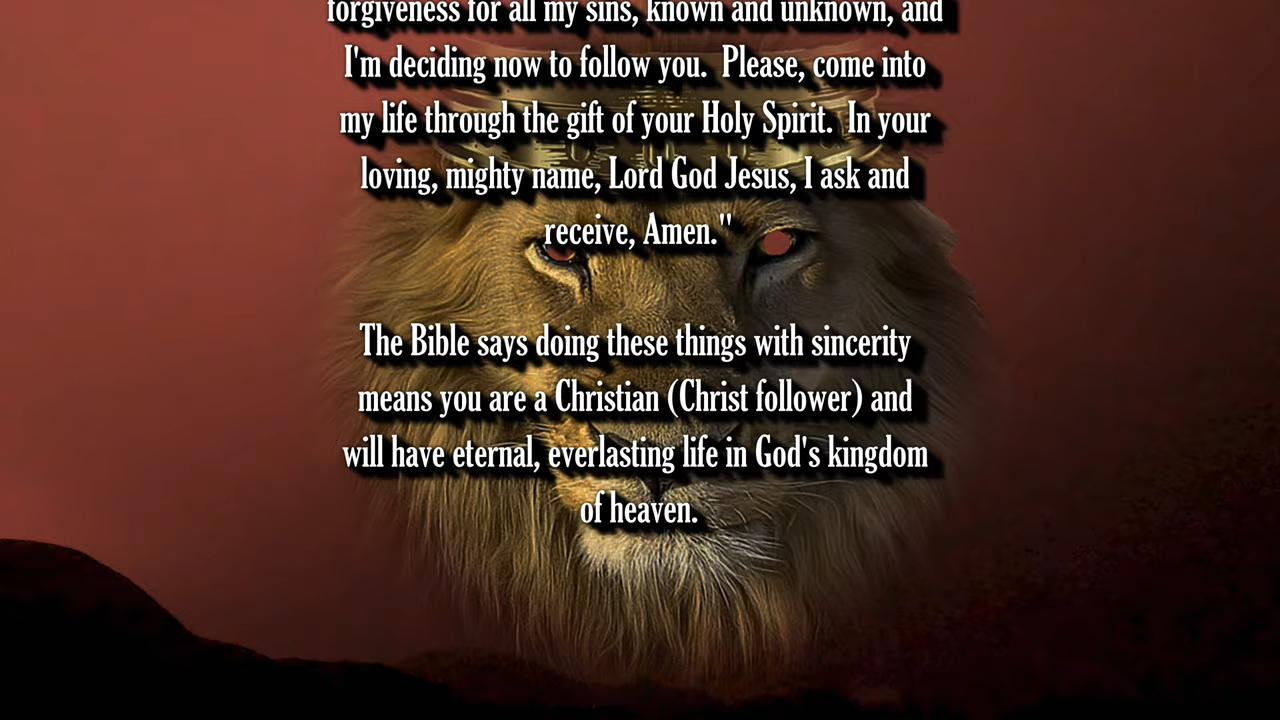 forgiveness for all my sins, known and unknown, and
I'm deciding now to follow you.  Please, come into
my life through the gift of your Holy Spirit.  In your
loving, mighty name, Lord God Jesus, I ask and
receive, Amen."
The Bible says doing these things with sincerity
means you are a Christian (Christ follower) and
will have eternal, everlasting life in God's kingdom
of heaven.